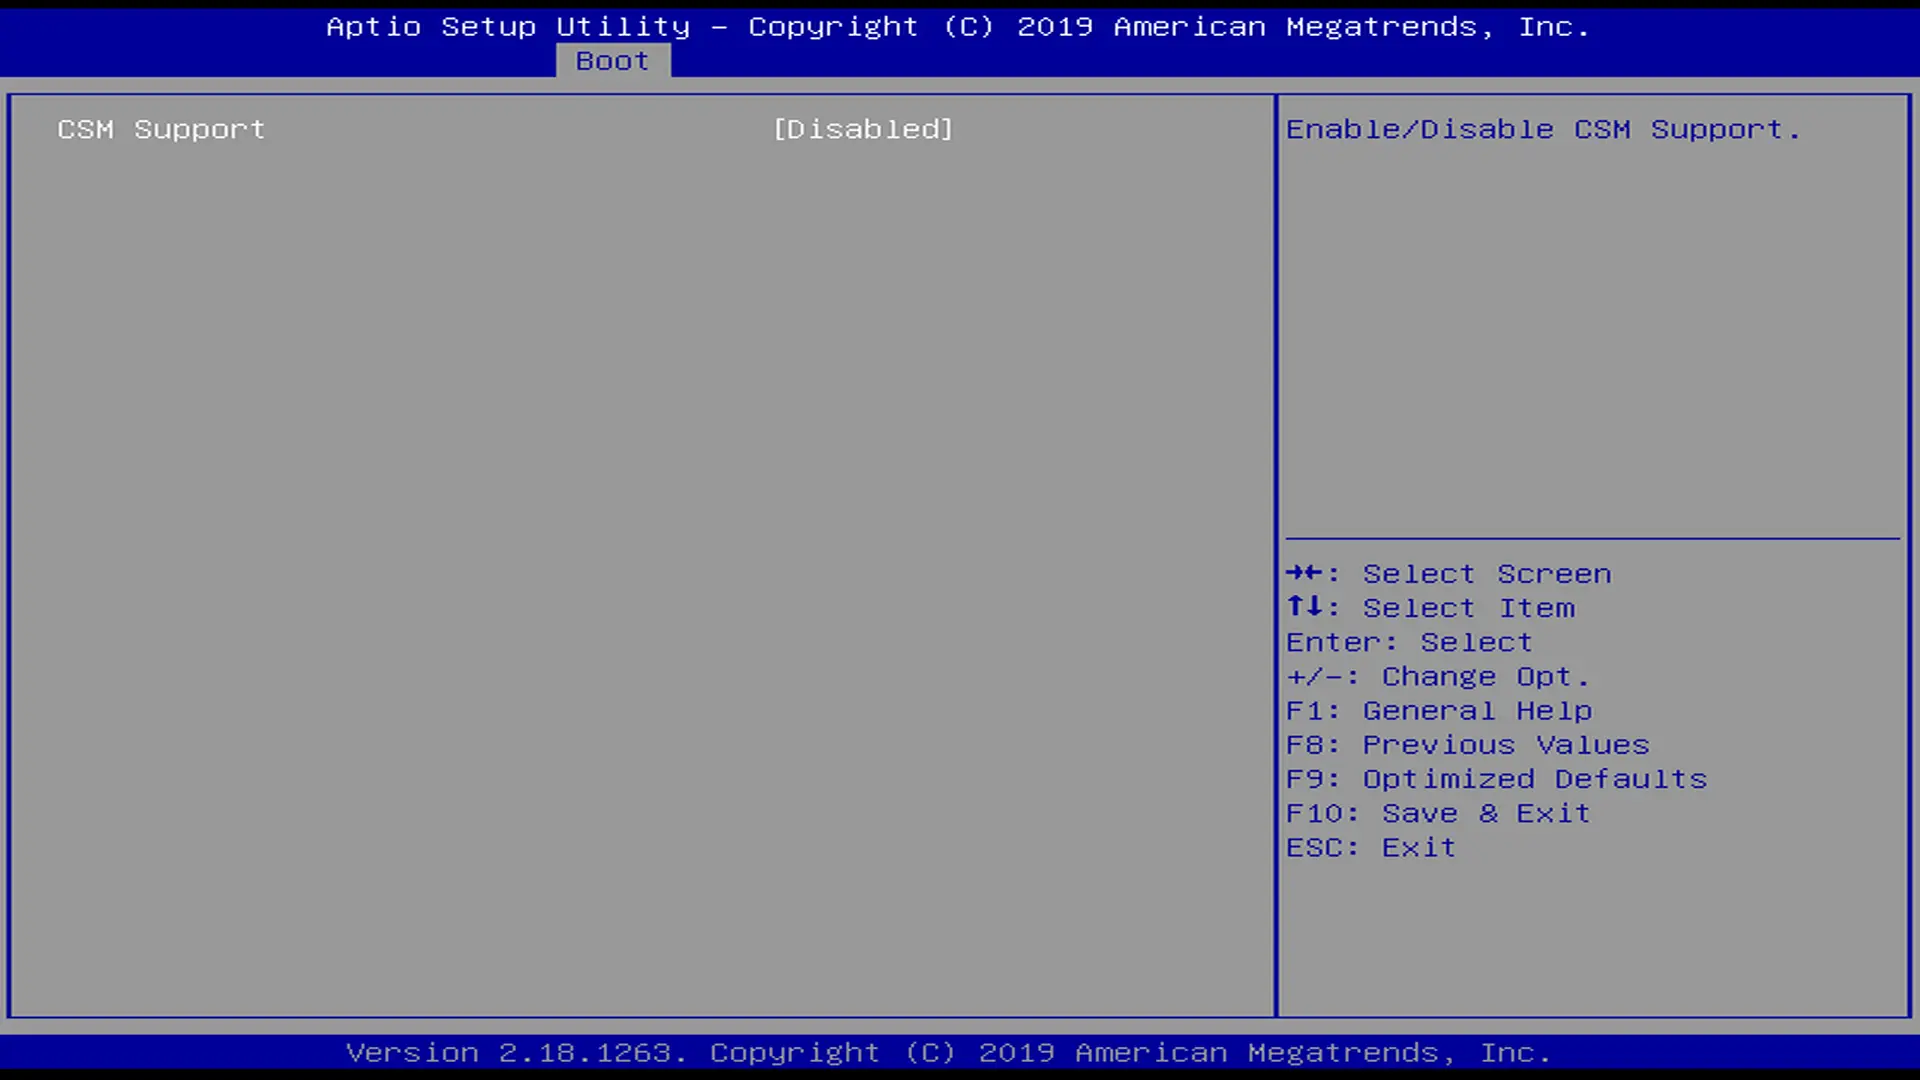 Aptio Setup Utility - Copyright (C) 2019 American Megatrends, Inc.
Boot
CSM Support [Disabled]
Enable/Disable CSM Support.
→←: Select Screen
↑↓: Select Item
Enter: Select
+/-: Change Opt.
F1: General Help
F8: Previous Values
F9: Optimized Defaults
F10: Save & Exit
ESC: Exit
Version 2.18.1263. Copyright (C) 2019 American Megatrends, Inc.